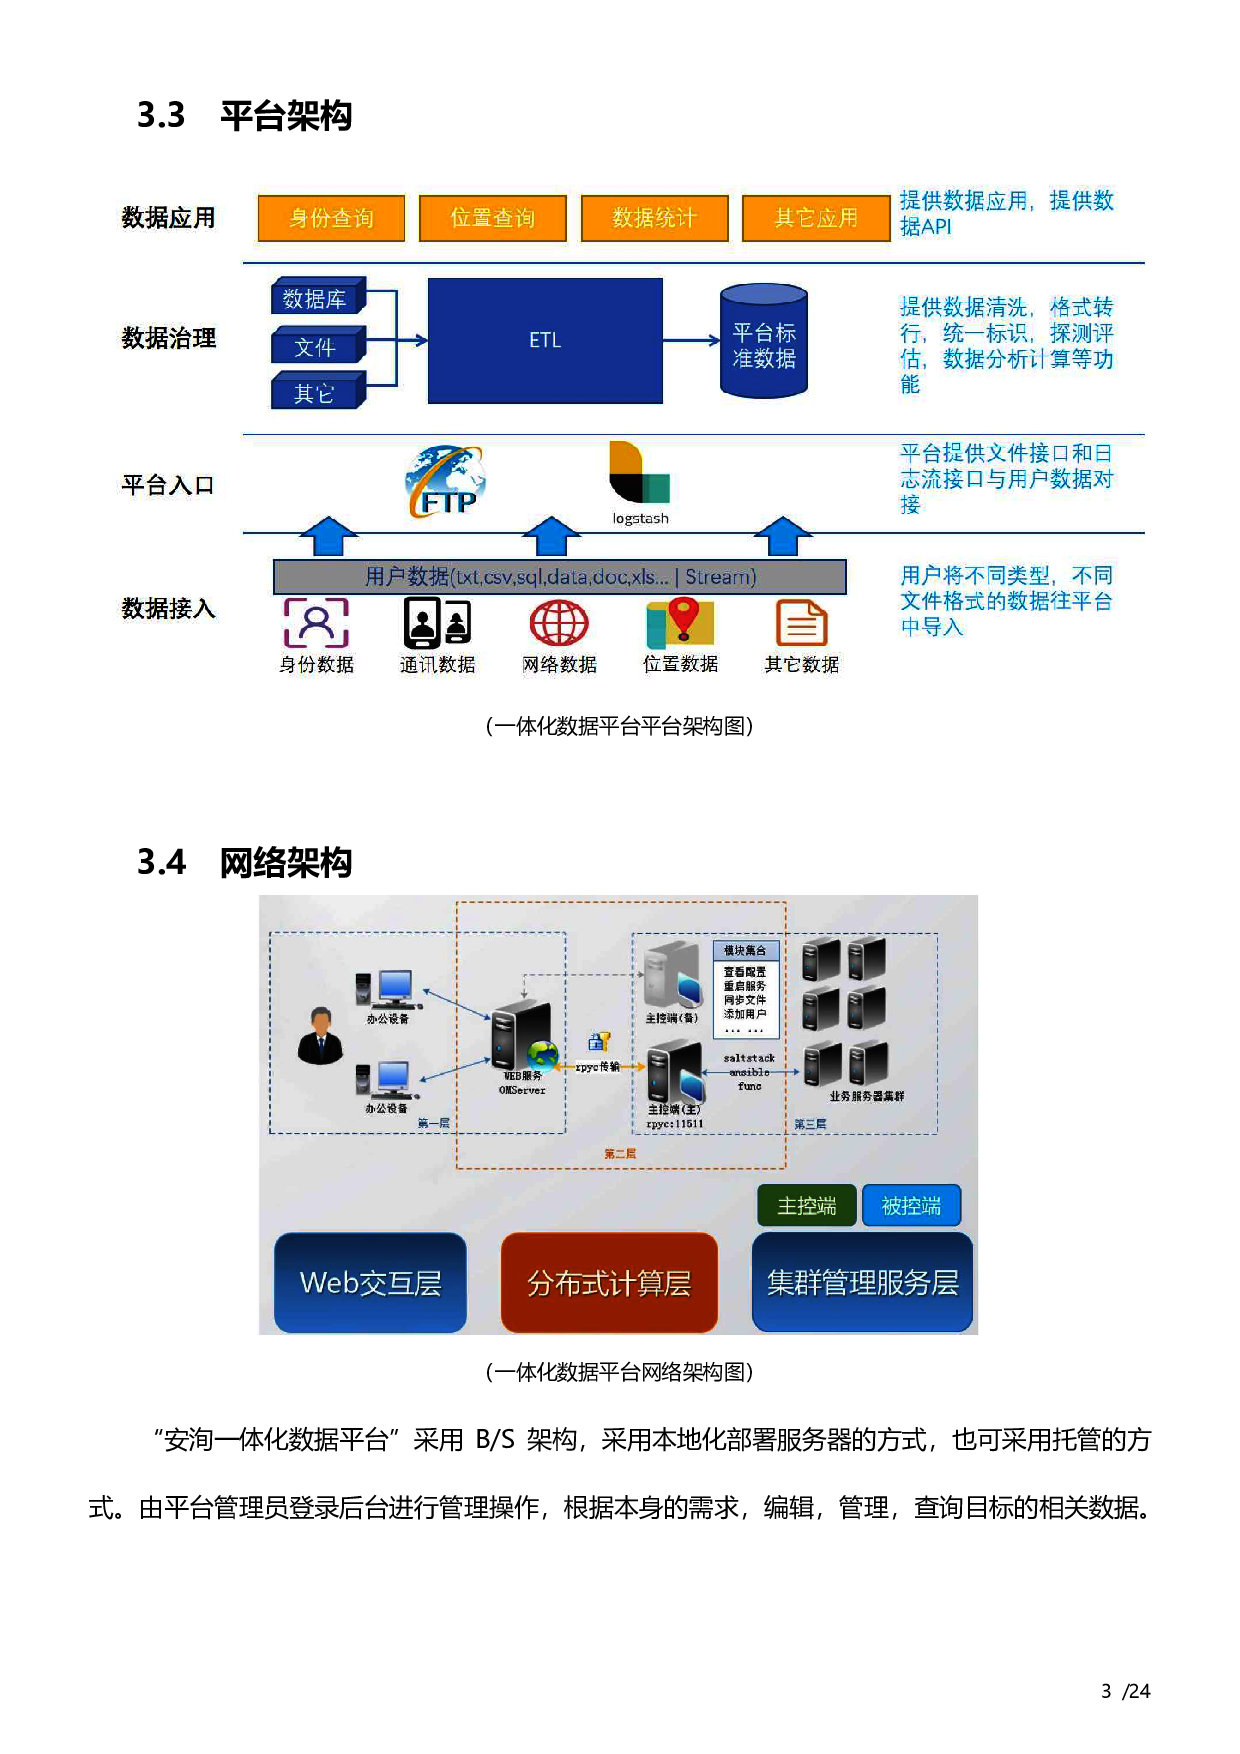 3.3 平台架构
数据应用
身份查询
位置查询
数据统计
其它应用
提供数据应用，提供数
据API
数据治理
数据库
文件
其它
ETL
平台标
准数据
提供数据清洗，格式转
行，统一标识，探测评
估，数据分析计算等功
能
平台入口
FTP
logstash
平台提供文件接口和日
志流接口与用户数据对
接
数据接入
用户数据(txt,csv,sql,data,doc,xls... | Stream)
身份数据
通讯数据
网络数据
位置数据
其它数据
用户将不同类型，不同
文件格式的数据往平台
中导入
（一体化数据平台平台架构图）
3.4 网络架构
办公设备
办公设备
第一层
WEB服务
OMServer
rpyc传输
主控端(备)
主控端(主)
rpyc:11511
模块集合
查看配置
重启服务
同步文件
添加用户
... ...
saltstack
ansible
func
业务服务器集群
第三层
第二层
主控端
被控端
Web交互层
分布式计算层
集群管理服务层
（一体化数据平台网络架构图）
“安洵一体化数据平台”采用 B/S 架构，采用本地化部署服务器的方式，也可采用托管的方
式。由平台管理员登录后台进行管理操作，根据本身的需求，编辑，管理，查询目标的相关数据。
3 /24